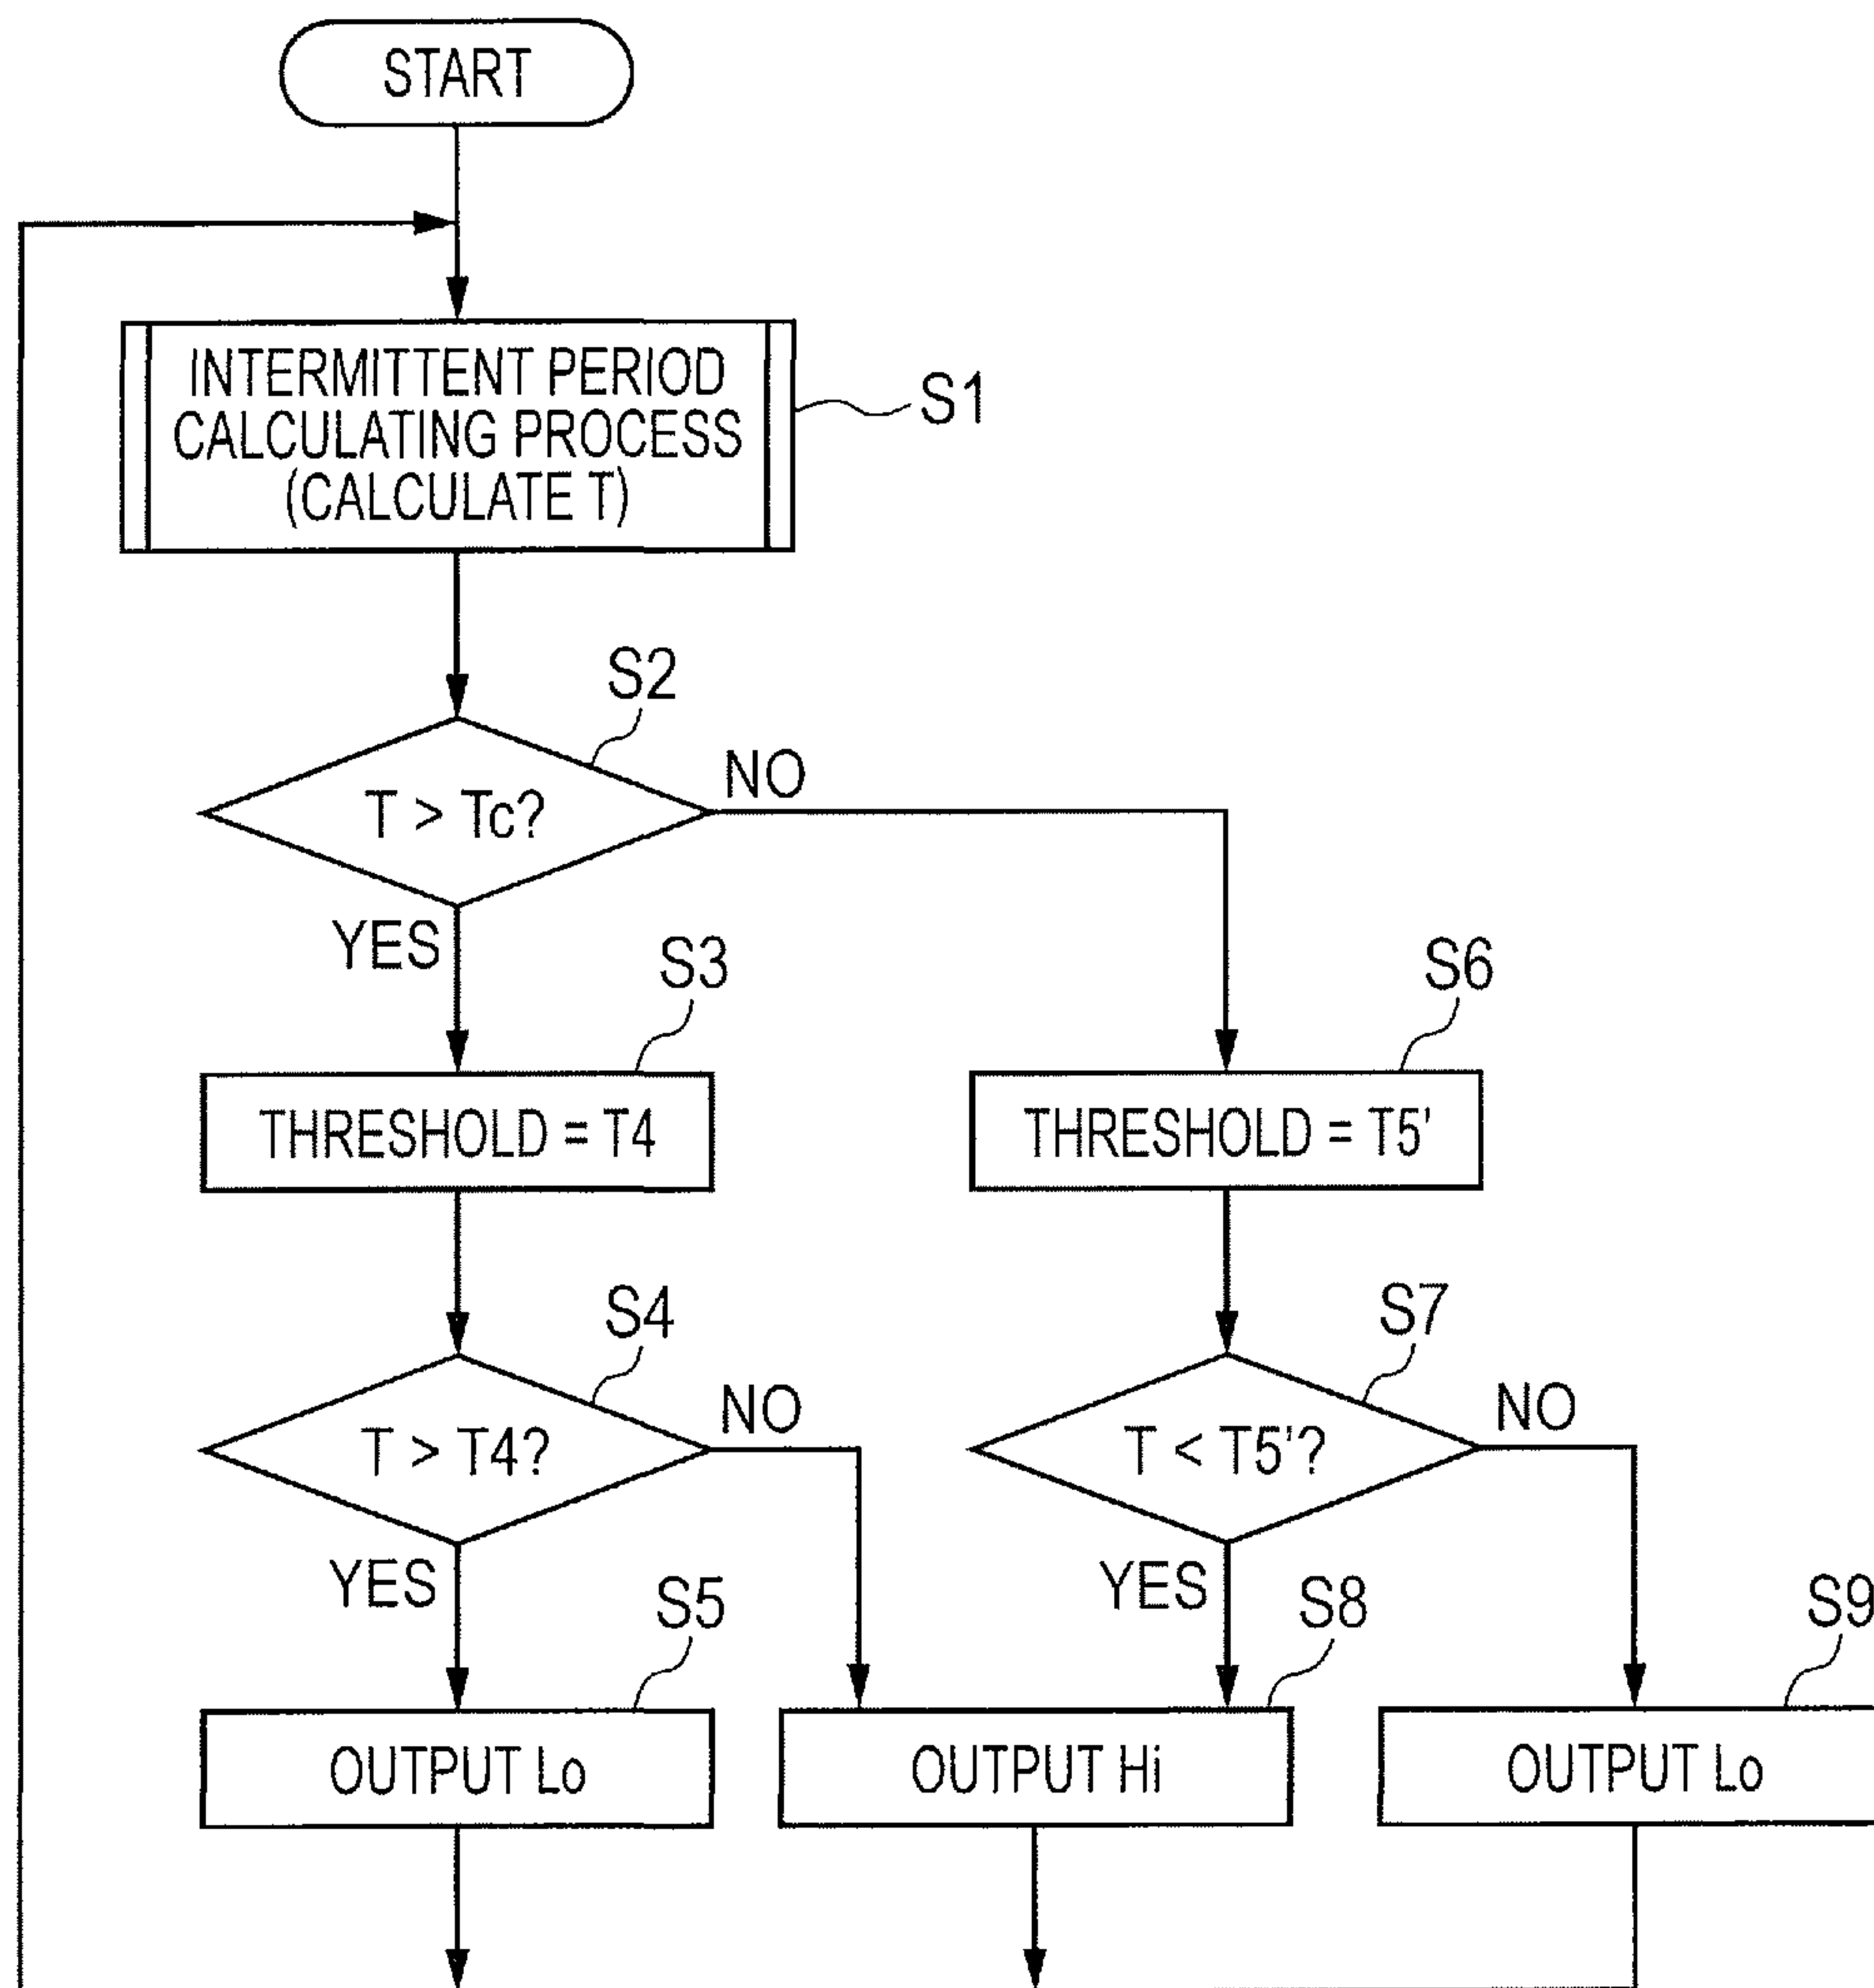 START
INTERMITTENT PERIOD
CALCULATING PROCESS
(CALCULATE T)
S1
S2
T > Tc?
NO
YES
S3
S6
THRESHOLD = T4
THRESHOLD = T5'
S4
S7
T > T4?
NO
T < T5'?
NO
YES
YES
S5
S8
S9
OUTPUT Lo
OUTPUT Hi
OUTPUT Lo